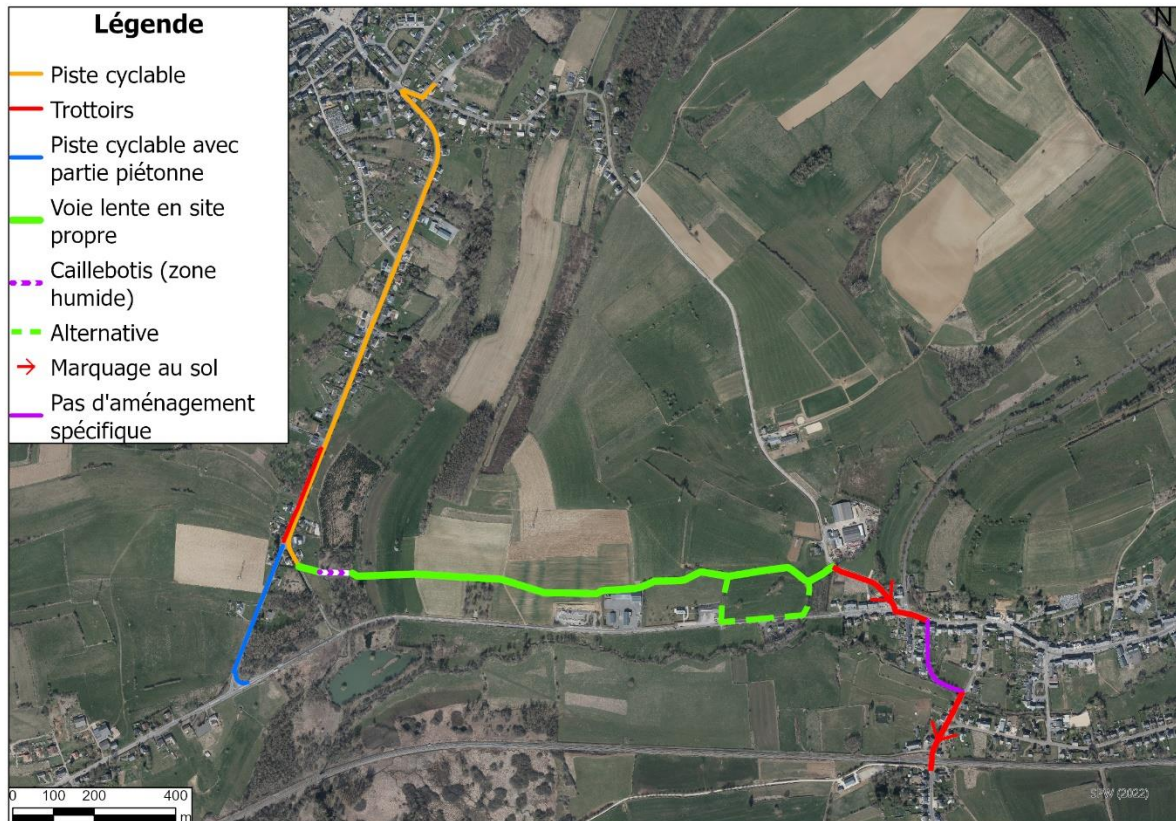 Légende
Piste cyclable
Trottoirs
Piste cyclable avec
partie piétonne
Voie lente en site
propre
Caillebotis (zone
humide)
Alternative
Marquage au sol
Pas d'aménagement
spécifique
N
0 100 200 400
m
SPW (2022)